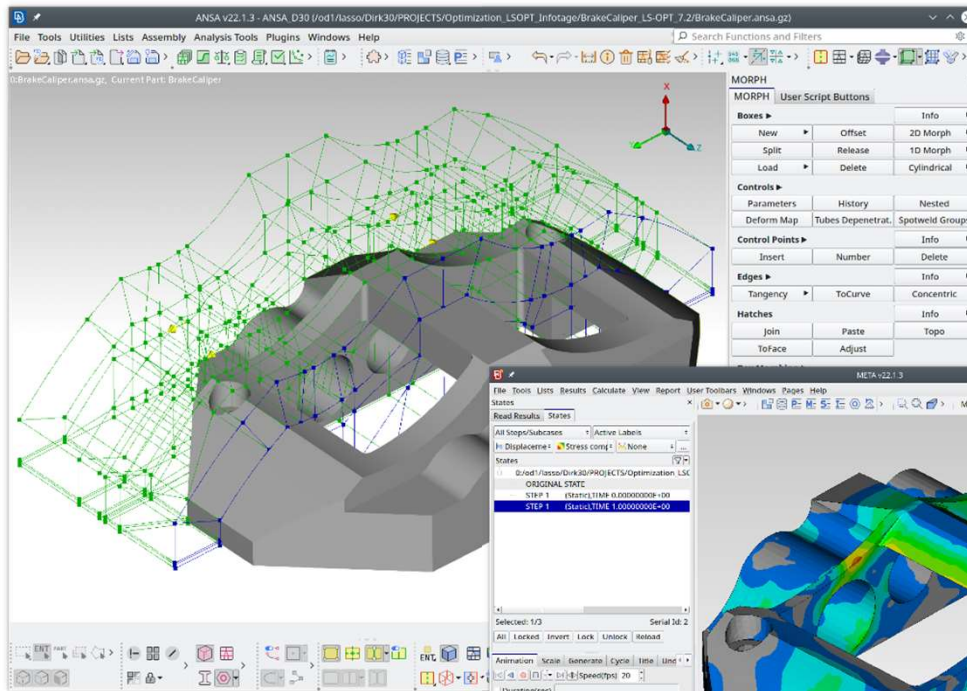 ANSA v22.1.3 - ANSA_D30 (/od1/lasso/Dirk30/PROJECTS/Optimization_LSOPT_Infotage/BrakeCaliper_LS-OPT_7.2/BrakeCaliper.ansa.gz)
File Tools Utilities Lists Assembly Analysis Tools Plugins Windows Help
Search Functions and Filters
0:BrakeCaliper.ansa.gz, Current Part: BrakeCaliper
X
Y
Z
MORPH
MORPH User Script Buttons
Boxes Info
New Offset 2D Morph
Split Release 1D Morph
Load Delete Cylindrical
Controls
Parameters History Nested
Deform Map Tubes Depenetrat. Spotweld Groups
Control Points Info
Insert Number Delete
Edges Info
Tangency ToCurve Concentric
Hatches Info
Join Paste Topo
ToFace Adjust
META v22.1.3
File Tools Lists Results Calculate View Report User Toolbars Windows Pages Help
States
Read Results States
All Steps/Subcases Active Labels
Displaceme Stress comp None ...
States
0:/od1/lasso/Dirk30/PROJECTS/Optimization_LSO
ORIGINAL STATE
STEP 1 (Static),TIME 0.00000000E+00
STEP 1 (Static),TIME 1.00000000E+00
Selected: 1/3 Serial Id: 2
All Locked Invert Lock Unlock Reload
Animation Scale Generate Cycle Title Und
Speed(fps) 20
ENT PART
ENT